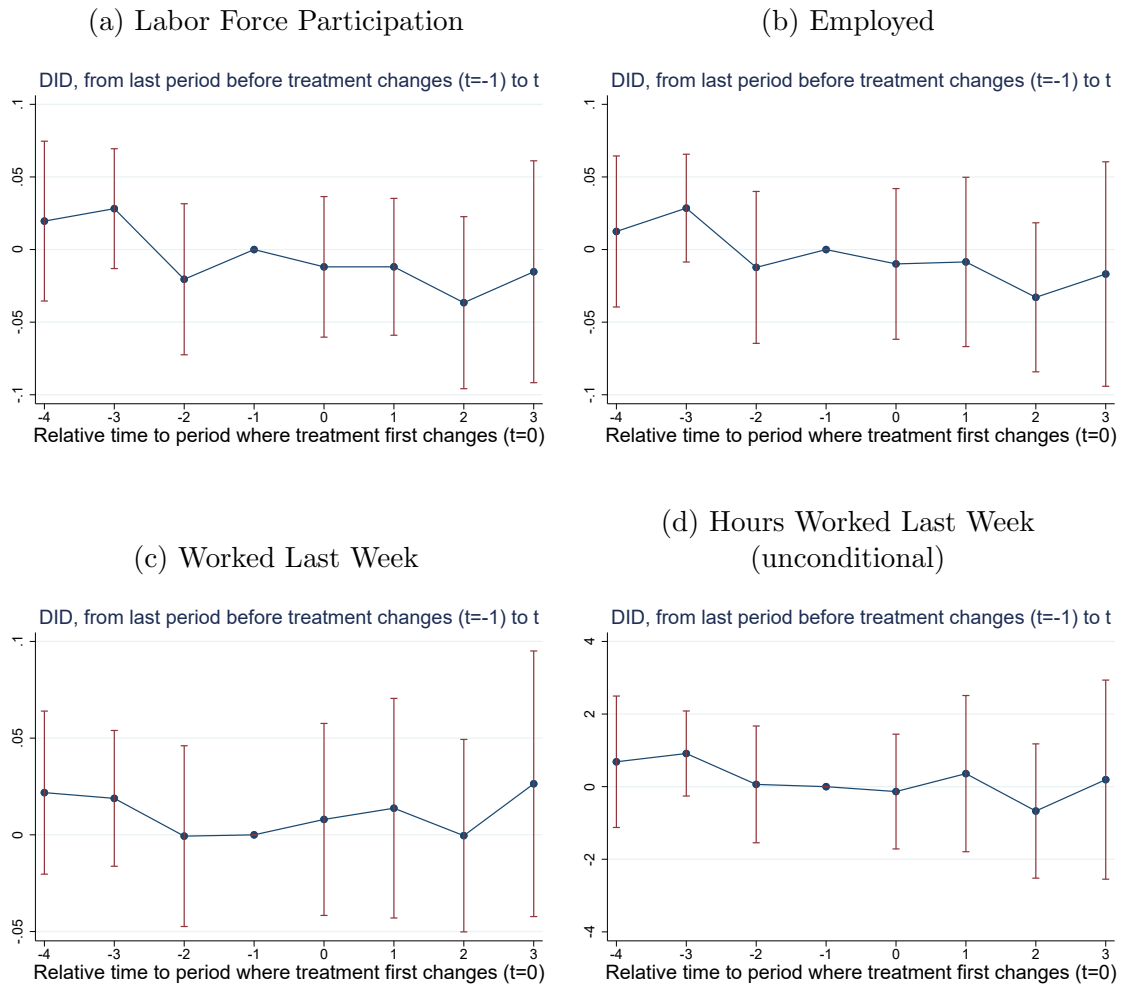 (a) Labor Force Participation
DID, from last period before treatment changes (t=-1) to t
.1
.05
0
-.05
-.1
-4 -3 -2 -1 0 1 2 3
Relative time to period where treatment first changes (t=0)
(b) Employed
DID, from last period before treatment changes (t=-1) to t
.1
.05
0
-.05
-.1
-4 -3 -2 -1 0 1 2 3
Relative time to period where treatment first changes (t=0)
(c) Worked Last Week
DID, from last period before treatment changes (t=-1) to t
.1
.05
0
-.05
-4 -3 -2 -1 0 1 2 3
Relative time to period where treatment first changes (t=0)
(d) Hours Worked Last Week
(unconditional)
DID, from last period before treatment changes (t=-1) to t
4
2
0
-2
-4
-4 -3 -2 -1 0 1 2 3
Relative time to period where treatment first changes (t=0)